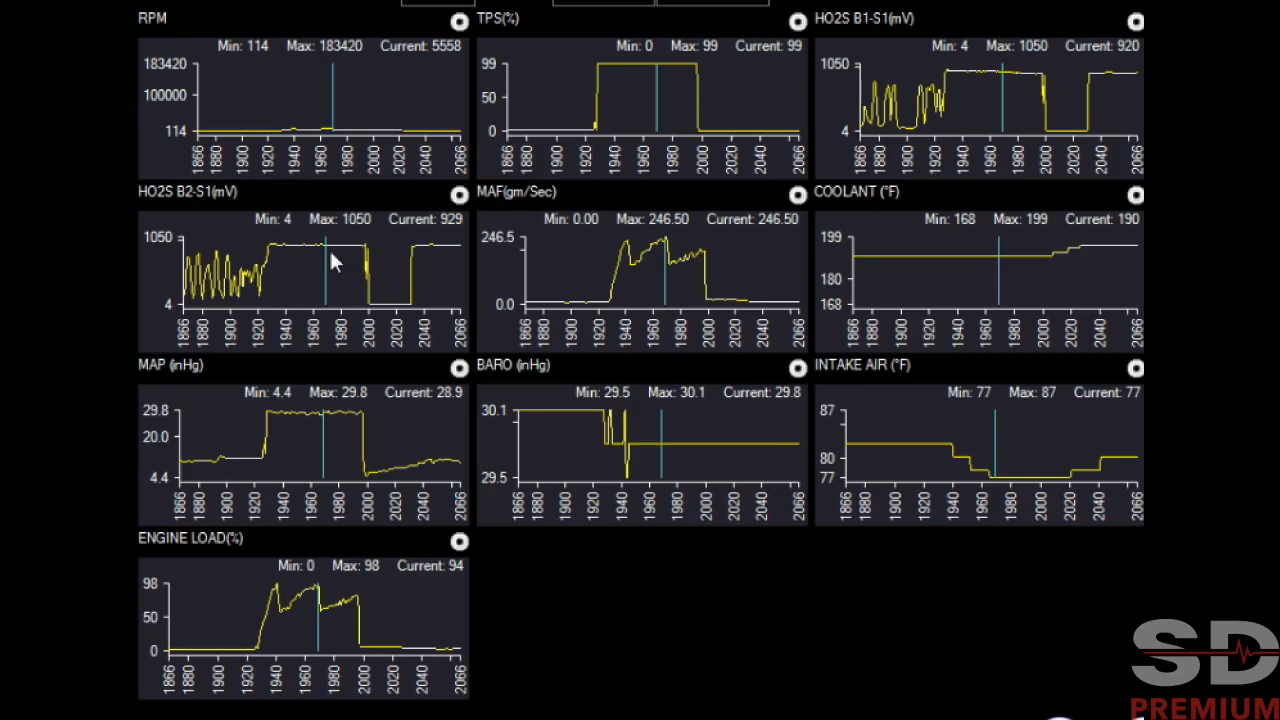 RPM
Min: 114 Max: 183420 Current: 5558
183420
100000
114
1866 1880 1900 1920 1940 1960 1980 2000 2020 2040 2066
TPS(%)
Min: 0 Max: 99 Current: 99
99
50
0
1866 1880 1900 1920 1940 1960 1980 2000 2020 2040 2066
HO2S B1-S1(mV)
Min: 4 Max: 1050 Current: 920
1050
4
1866 1880 1900 1920 1940 1960 1980 2000 2020 2040 2066
HO2S B2-S1(mV)
Min: 4 Max: 1050 Current: 929
1050
4
1866 1880 1900 1920 1940 1960 1980 2000 2020 2040 2066
MAF(gm/Sec)
Min: 0.00 Max: 246.50 Current: 246.50
246.5
0.0
1866 1880 1900 1920 1940 1960 1980 2000 2020 2040 2066
COOLANT (°F)
Min: 168 Max: 199 Current: 190
199
180
168
1866 1880 1900 1920 1940 1960 1980 2000 2020 2040 2066
MAP (inHg)
Min: 4.4 Max: 29.8 Current: 28.9
29.8
20.0
4.4
1866 1880 1900 1920 1940 1960 1980 2000 2020 2040 2066
BARO (inHg)
Min: 29.5 Max: 30.1 Current: 29.8
30.1
29.5
1866 1880 1900 1920 1940 1960 1980 2000 2020 2040 2066
INTAKE AIR (°F)
Min: 77 Max: 87 Current: 77
87
80
77
1866 1880 1900 1920 1940 1960 1980 2000 2020 2040 2066
ENGINE LOAD(%)
Min: 0 Max: 98 Current: 94
98
50
0
1866 1880 1900 1920 1940 1960 1980 2000 2020 2040 2066
SD
PREMIUM